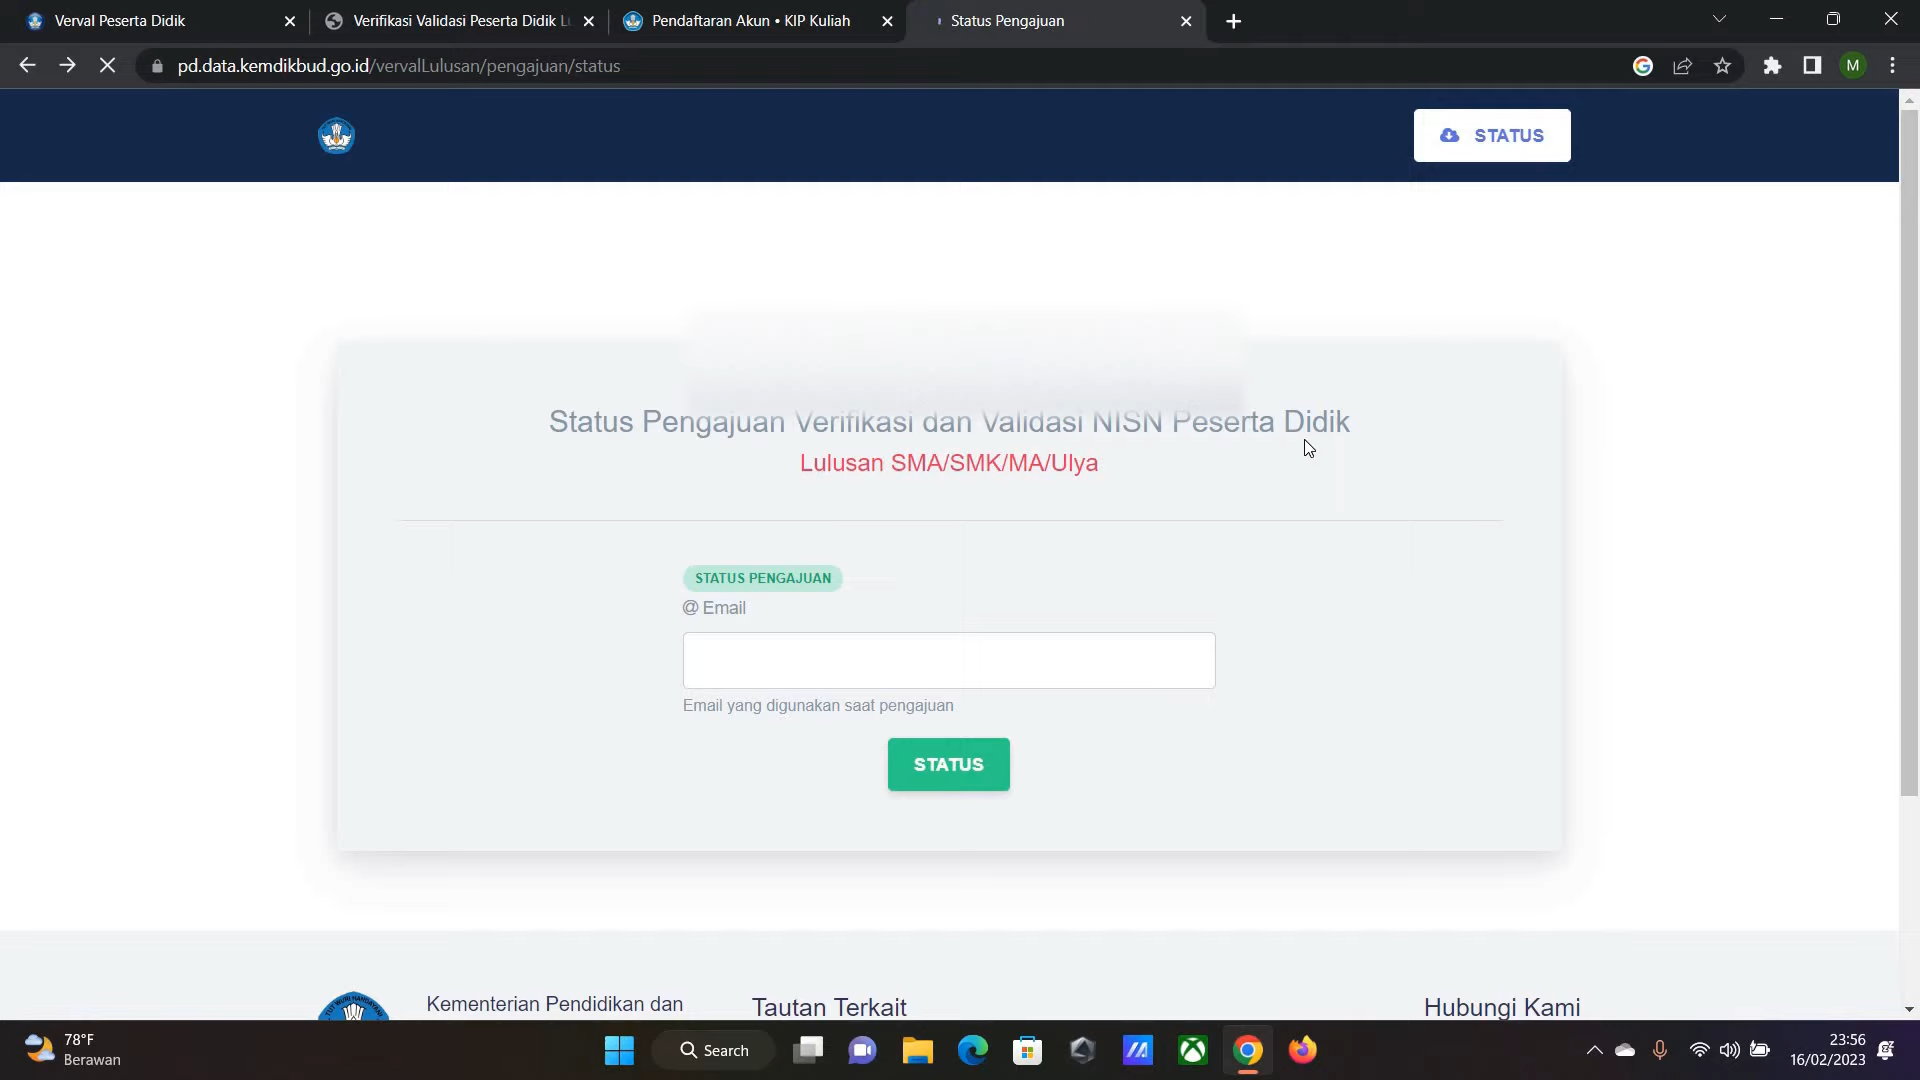 Verval Peserta Didik
Verifikasi Validasi Peserta Didik L
Pendaftaran Akun • KIP Kuliah
Status Pengajuan
pd.data.kemdikbud.go.id/vervalLulusan/pengajuan/status
M
STATUS
Status Pengajuan Verifikasi dan Validasi NISN Peserta Didik
Lulusan SMA/SMK/MA/Ulya
STATUS PENGAJUAN
@ Email
Email yang digunakan saat pengajuan
STATUS
Kementerian Pendidikan dan
Tautan Terkait
Hubungi Kami
78°F
Berawan
Search
23:56
16/02/2023